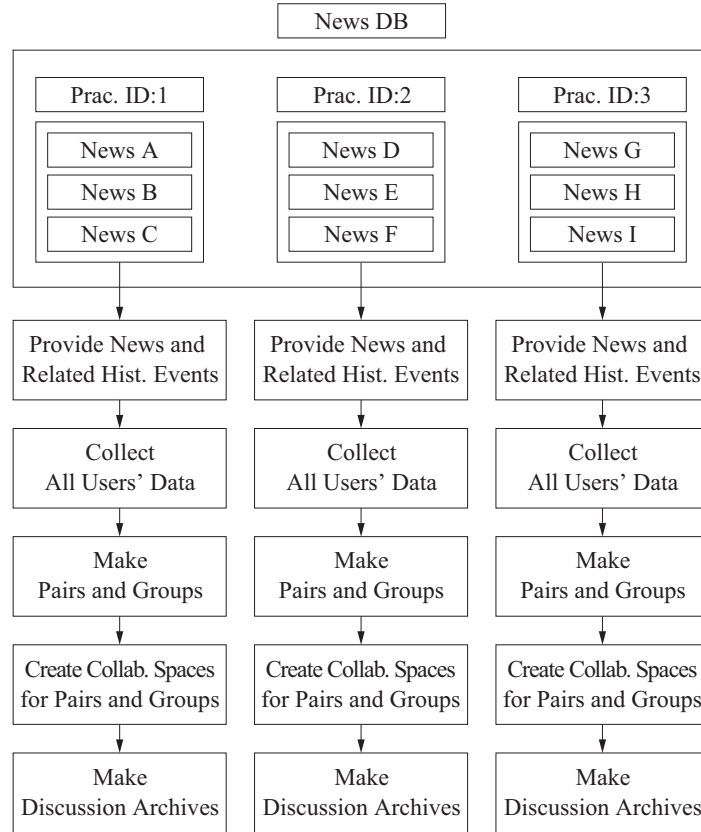 News DB
Prac. ID:1
Prac. ID:2
Prac. ID:3
News A
News D
News G
News B
News E
News H
News C
News F
News I
Provide News and
Related Hist. Events
Provide News and
Related Hist. Events
Provide News and
Related Hist. Events
Collect
All Users' Data
Collect
All Users' Data
Collect
All Users' Data
Make
Pairs and Groups
Make
Pairs and Groups
Make
Pairs and Groups
Create Collab. Spaces
for Pairs and Groups
Create Collab. Spaces
for Pairs and Groups
Create Collab. Spaces
for Pairs and Groups
Make
Discussion Archives
Make
Discussion Archives
Make
Discussion Archives